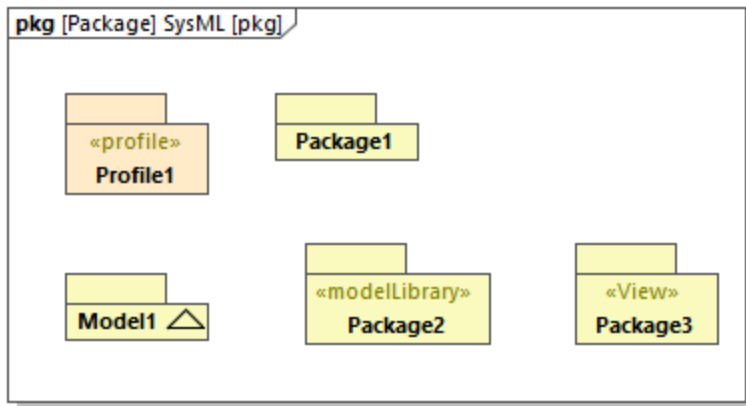 pkg [Package] SysML [pkg]
«profile»
Profile1
Package1
Model1
«modelLibrary»
Package2
«View»
Package3